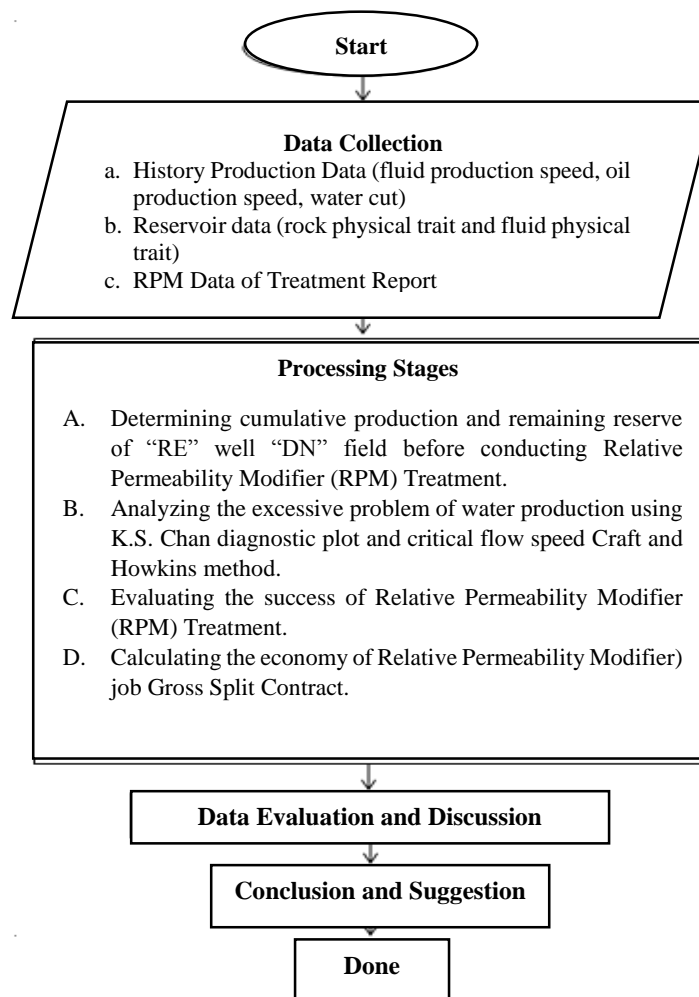 Start
Data Collection
a. History Production Data (fluid production speed, oil
production speed, water cut)
b. Reservoir data (rock physical trait and fluid physical
trait)
c. RPM Data of Treatment Report
Processing Stages
A. Determining cumulative production and remaining reserve
of “RE” well “DN” field before conducting Relative
Permeability Modifier (RPM) Treatment.
B. Analyzing the excessive problem of water production using
K.S. Chan diagnostic plot and critical flow speed Craft and
Howkins method.
C. Evaluating the success of Relative Permeability Modifier
(RPM) Treatment.
D. Calculating the economy of Relative Permeability Modifier)
job Gross Split Contract.
Data Evaluation and Discussion
Conclusion and Suggestion
Done